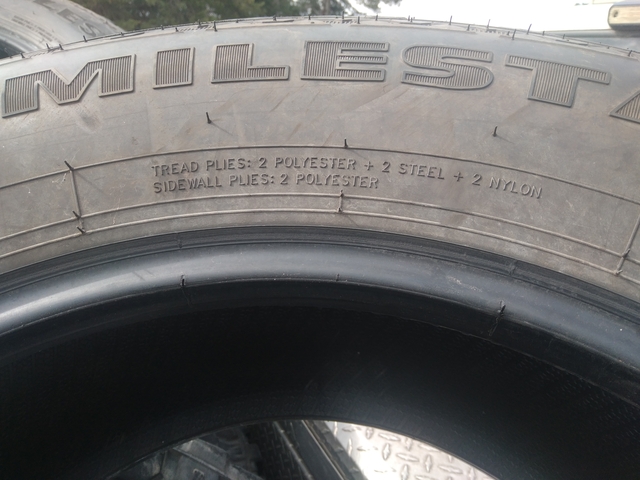 MILEST
TREAD PLIES: 2 POLYESTER + 2 STEEL + 2 NYLON
SIDEWALL PLIES: 2 POLYESTER